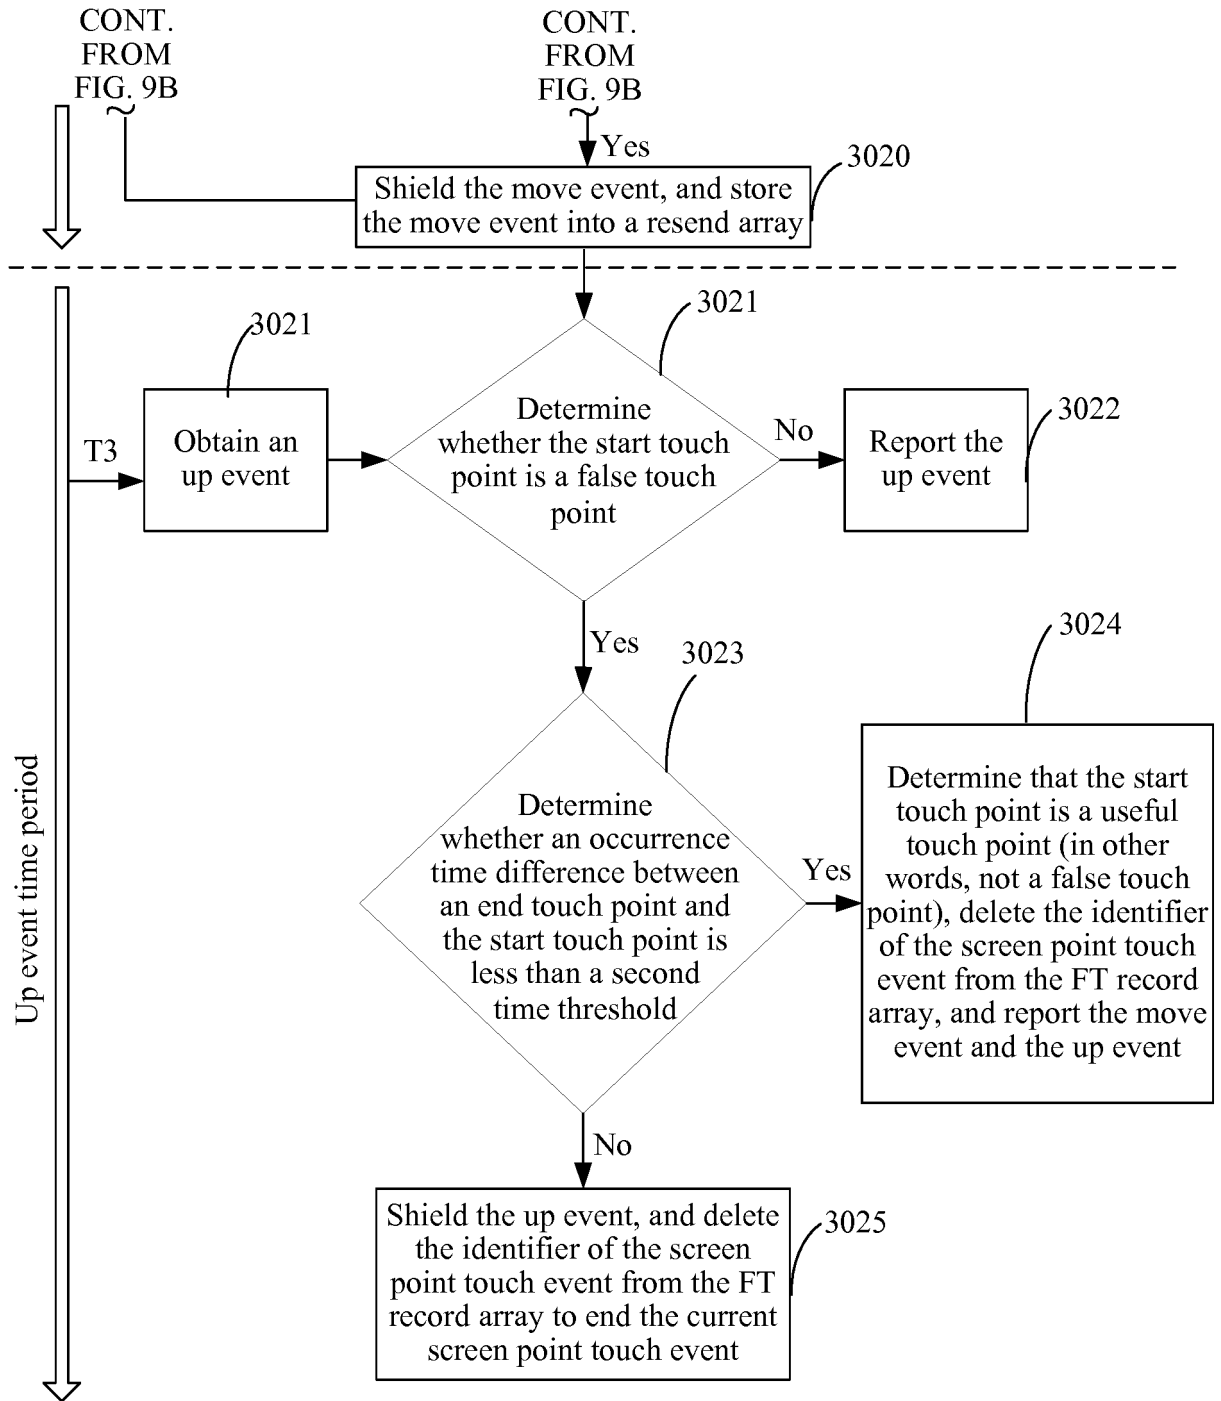 CONT.
FROM
FIG. 9B
CONT.
FROM
FIG. 9B
Yes
3020
Shield the move event, and store
the move event into a resend array
3021
3021
T3
Obtain an
up event
Determine
whether the start touch
point is a false touch
point
No
Report the
up event
3022
Yes
3023
3024
Up event time period
Determine
whether an occurrence
time difference between
an end touch point and
the start touch point is
less than a second
time threshold
Yes
Determine that the start
touch point is a useful
touch point (in other
words, not a false touch
point), delete the identifier
of the screen point touch
event from the FT record
array, and report the move
event and the up event
No
Shield the up event, and delete
the identifier of the screen
point touch event from the FT
record array to end the current
screen point touch event
3025